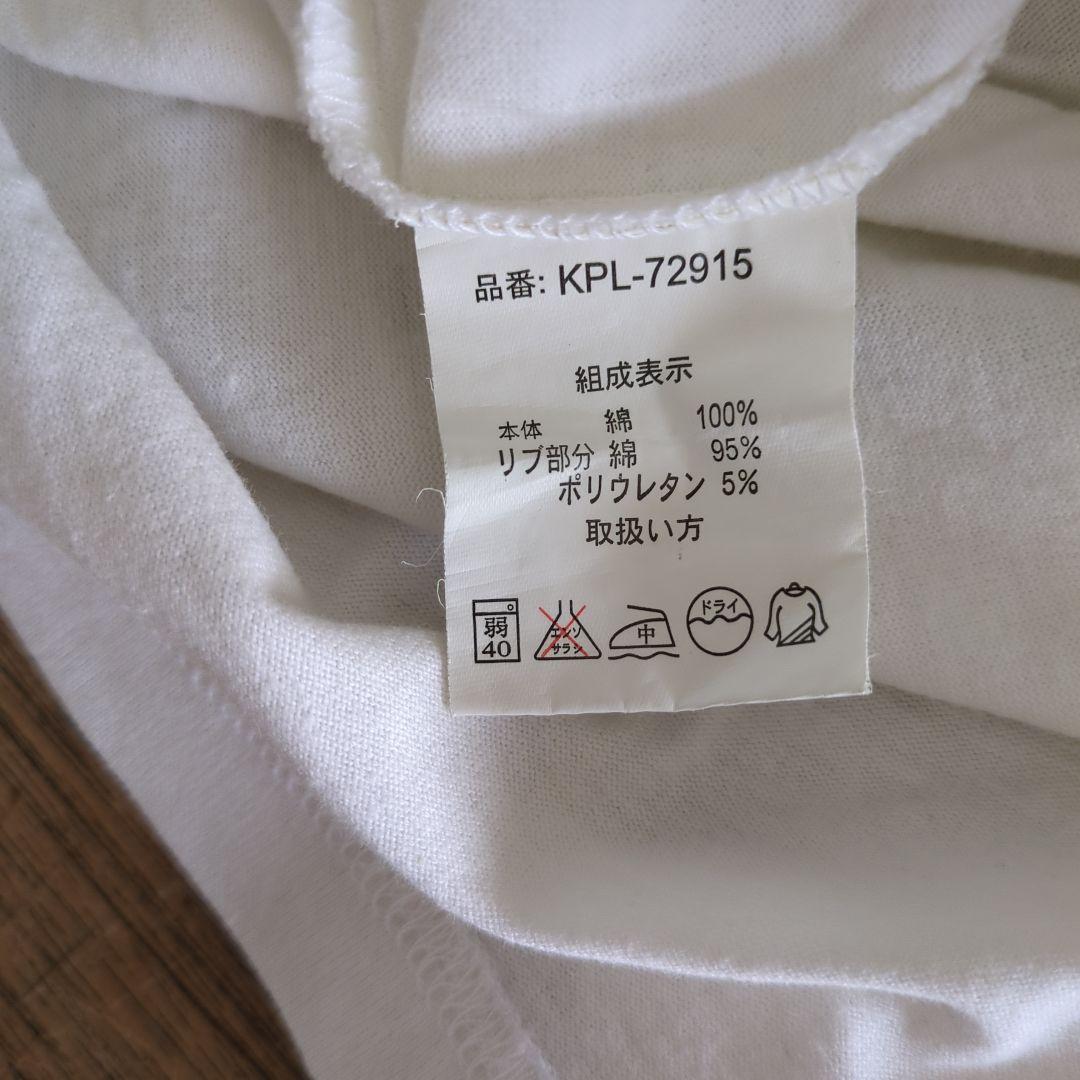 品番: KPL-72915
組成表示
本体 綿 100%
リブ部分 綿 95%
ポリウレタン 5%
取扱い方
弱 40
エンソ サラシ
中
ドライ